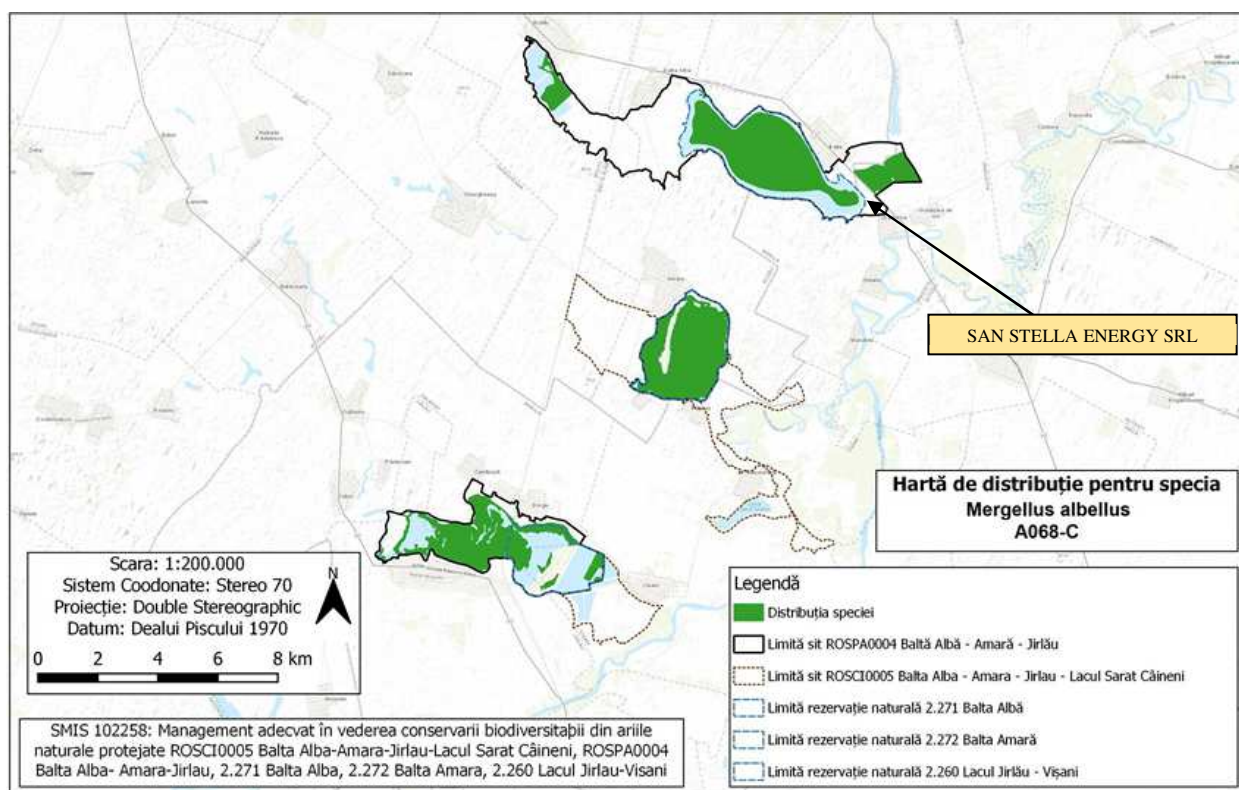 SAN STELLA ENERGY SRL
Hartă de distribuție pentru specia
Mergellus albellus
A068-C
Scara: 1:200.000
Sistem Coodonate: Stereo 70
Proiecție: Double Stereographic
Datum: Dealui Piscului 1970
N
0 2 4 6 8 km
Legendă
Distribuția speciei
Limită sit ROSPA0004 Baltă Albă - Amară - Jirlău
Limită sit ROSCI0005 Balta Alba - Amara - Jirlau - Lacul Sarat Câineni
Limită rezervație naturală 2.271 Balta Albă
Limită rezervație naturală 2.272 Balta Amară
Limită rezervație naturală 2.260 Lacul Jirlău - Vișani
SMIS 102258: Management adecvat în vederea conservarii biodiversitații din ariile
naturale protejate ROSCI0005 Balta Alba-Amara-Jirlau-Lacul Sarat Câineni, ROSPA0004
Balta Alba- Amara-Jirlau, 2.271 Balta Alba, 2.272 Balta Amara, 2.260 Lacul Jirlau-Visani